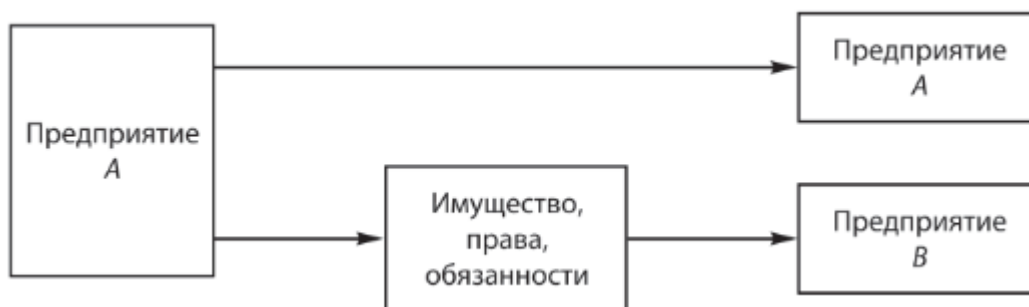 Предприятие
A
Предприятие
A
Имущество,
права,
обязанности
Предприятие
B